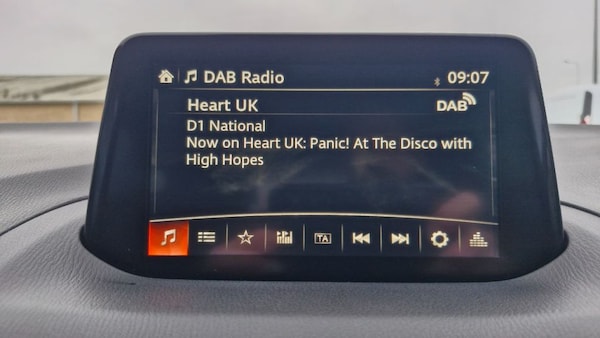 DAB Radio 09:07
Heart UK DAB
D1 National
Now on Heart UK: Panic! At The Disco with
High Hopes
TA